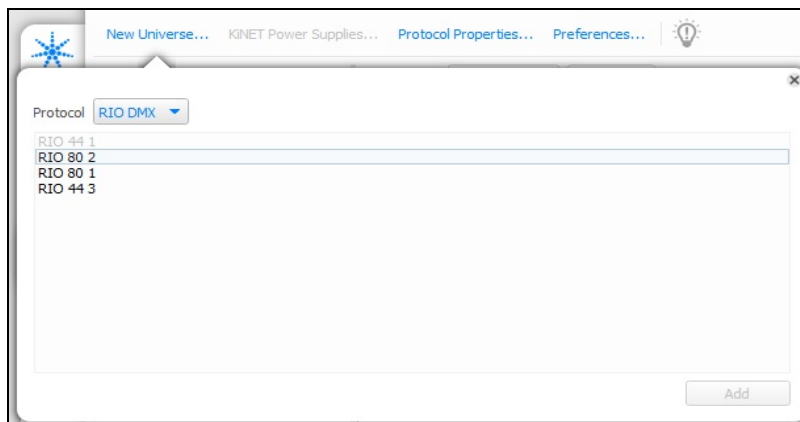 New Universe... KiNET Power Supplies... Protocol Properties... Preferences...
Protocol RIO DMX
RIO 44 1
RIO 80 2
RIO 80 1
RIO 44 3
Add